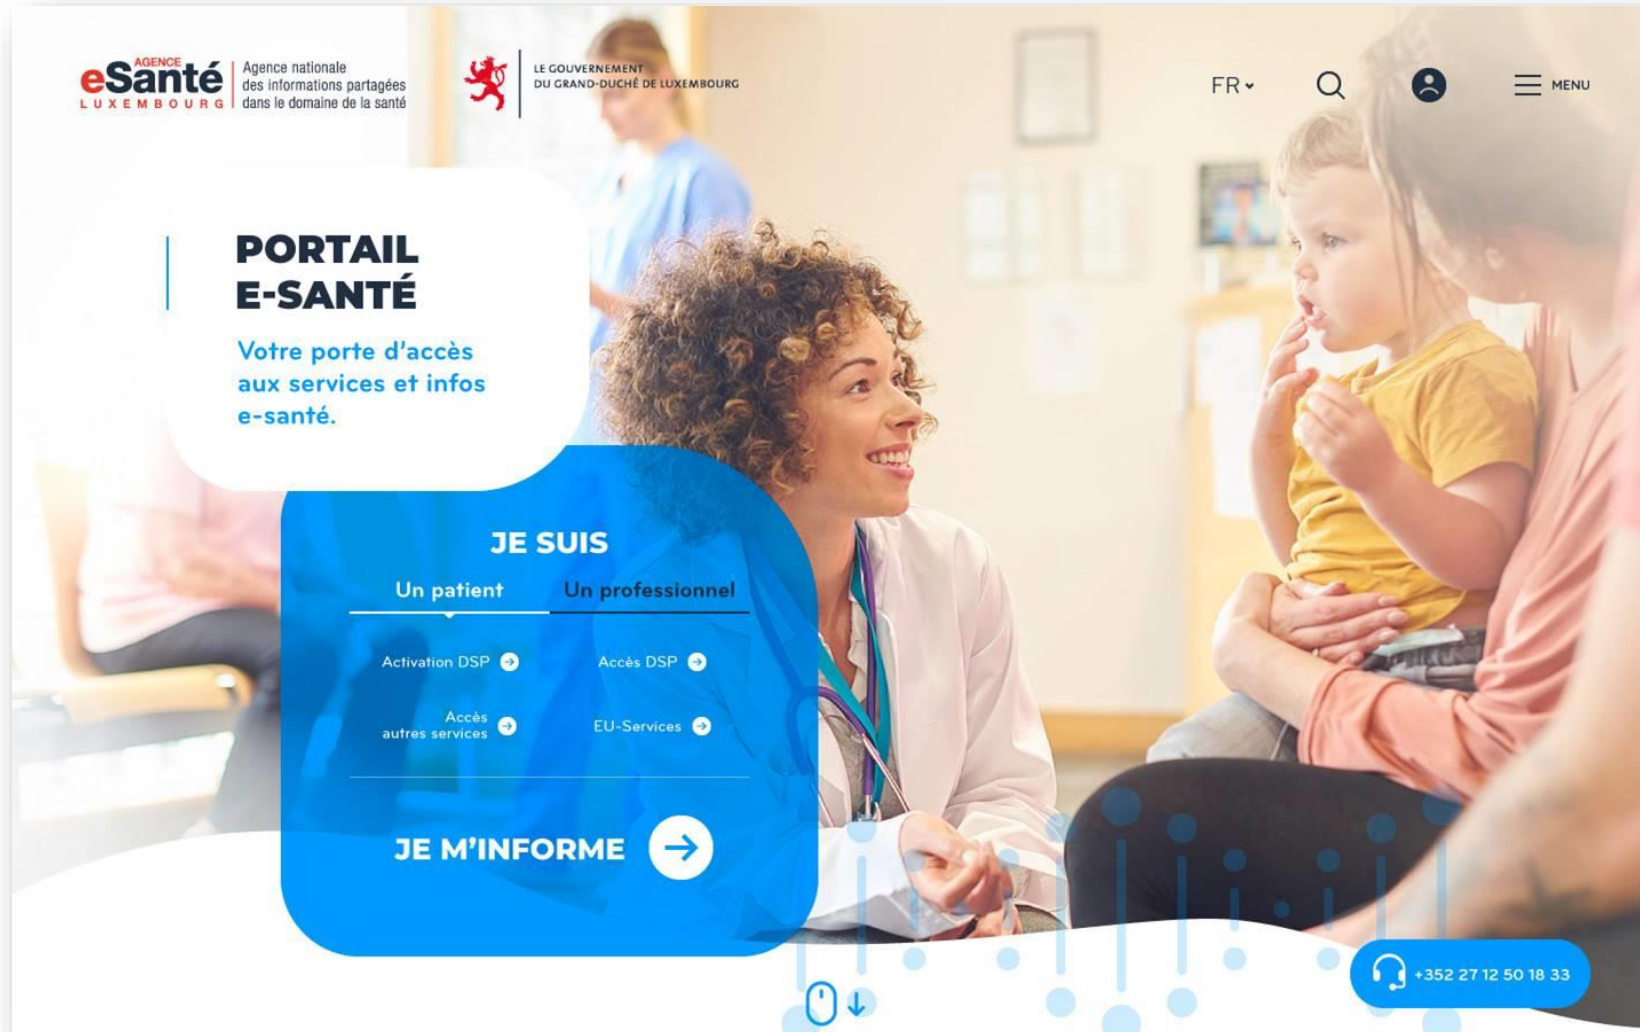 AGENCE
eSanté
LUXEMBOURG
Agence nationale
des informations partagées
dans le domaine de la santé
LE GOUVERNEMENT
DU GRAND-DUCHÉ DE LUXEMBOURG
FR
MENU
PORTAIL
E-SANTÉ
Votre porte d'accès
aux services et infos
e-santé.
JE SUIS
Un patient
Un professionnel
Activation DSP
Accès DSP
Accès
autres services
EU-Services
JE M'INFORME
+352 27 12 50 18 33